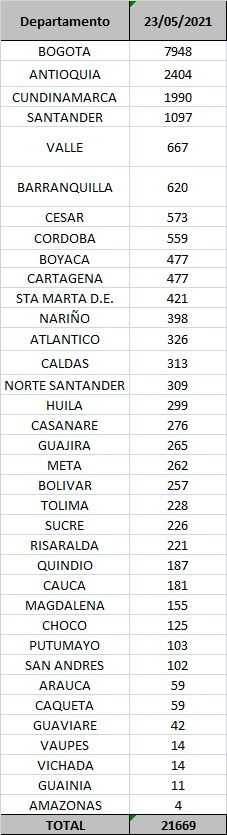 Departamento 23/05/2021
BOGOTA 7948
ANTIOQUIA 2404
CUNDINAMARCA 1990
SANTANDER 1097
VALLE 667
BARRANQUILLA 620
CESAR 573
CORDOBA 559
BOYACA 477
CARTAGENA 477
STA MARTA D.E. 421
NARIÑO 398
ATLANTICO 326
CALDAS 313
NORTE SANTANDER 309
HUILA 299
CASANARE 276
GUAJIRA 265
META 262
BOLIVAR 257
TOLIMA 228
SUCRE 226
RISARALDA 221
QUINDIO 187
CAUCA 181
MAGDALENA 155
CHOCO 125
PUTUMAYO 103
SAN ANDRES 102
ARAUCA 59
CAQUETA 59
GUAVIARE 42
VAUPES 14
VICHADA 14
GUAINIA 11
AMAZONAS 4
TOTAL 21669